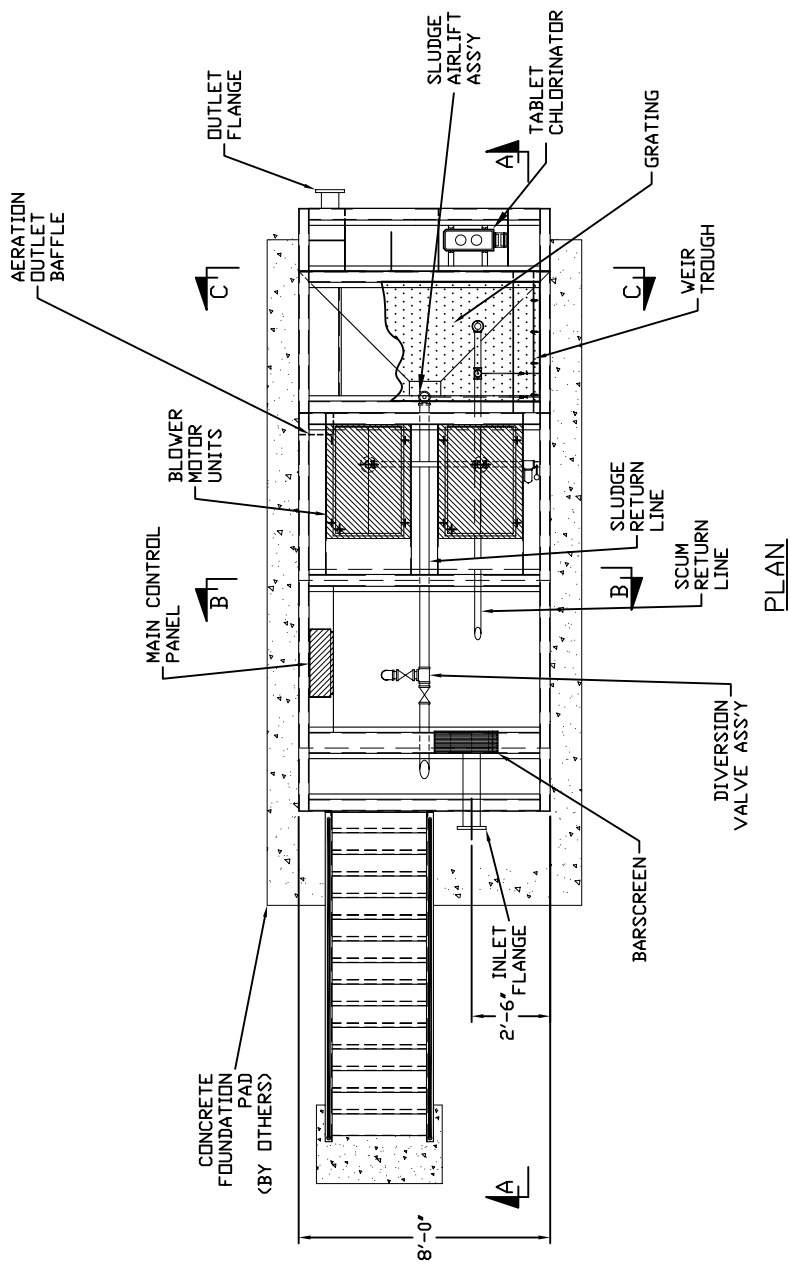 AERATION
OUTLET
BAFFLE
MAIN CONTROL
PANEL
BLOWER
MOTOR
UNITS
CONCRETE
FOUNDATION
PAD
(BY OTHERS)
OUTLET
FLANGE
B
C
8'-0"
SLUDGE
AIRLIFT
ASS'Y
A
A
2'-6"
INLET
FLANGE
TABLET
CHLORINATOR
B
C
BARSCREEN
SLUDGE
RETURN
LINE
GRATING
SCUM
RETURN
LINE
WEIR
TROUGH
DIVERSION
VALVE ASS'Y
PLAN